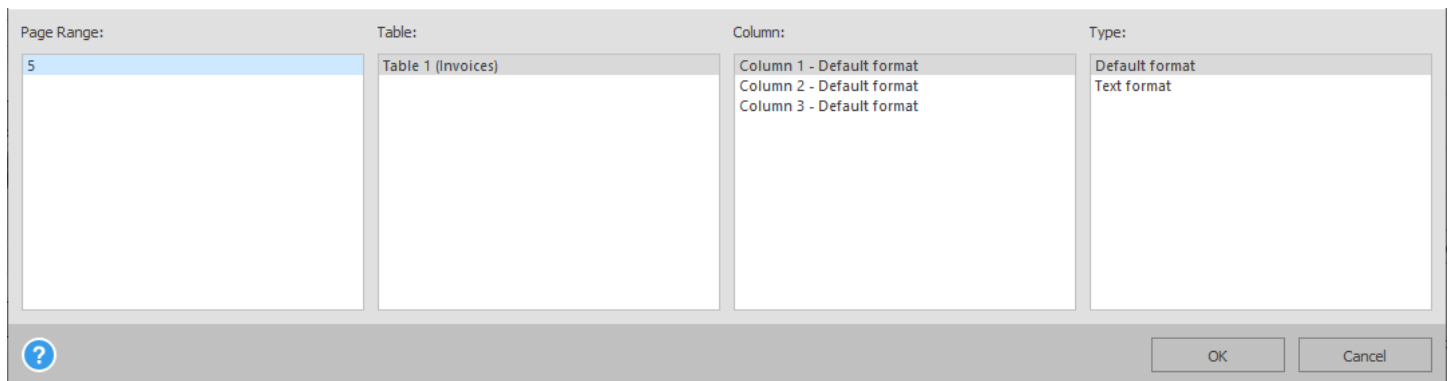 Page Range:
Table:
Column:
Type:
5
Table 1 (Invoices)
Column 1 - Default format
Column 2 - Default format
Column 3 - Default format
Default format
Text format
?
OK
Cancel